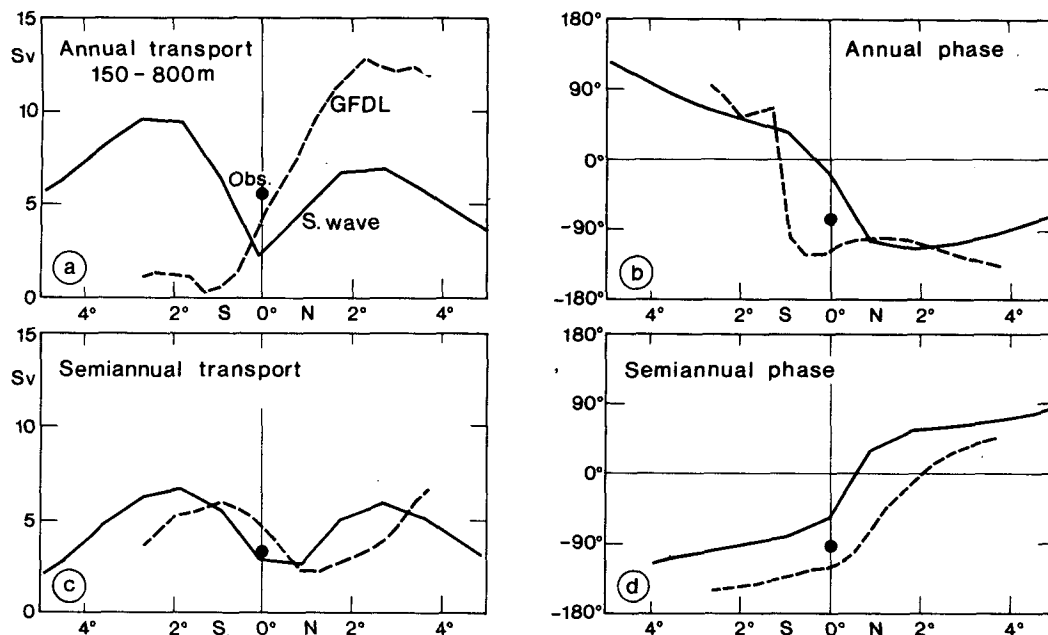 15
Sv
10
5
0
Annual transport
150 - 800m
GFDL
Obs.
S. wave
a
4° 2° S 0° N 2° 4°
180°
90°
0°
-90°
-180°
Annual phase
b
4° 2° S 0° N 2° 4°
15
Sv
10
5
0
Semiannual transport
c
4° 2° S 0° N 2° 4°
180°
90°
0°
-90°
-180°
Semiannual phase
d
4° 2° S 0° N 2° 4°